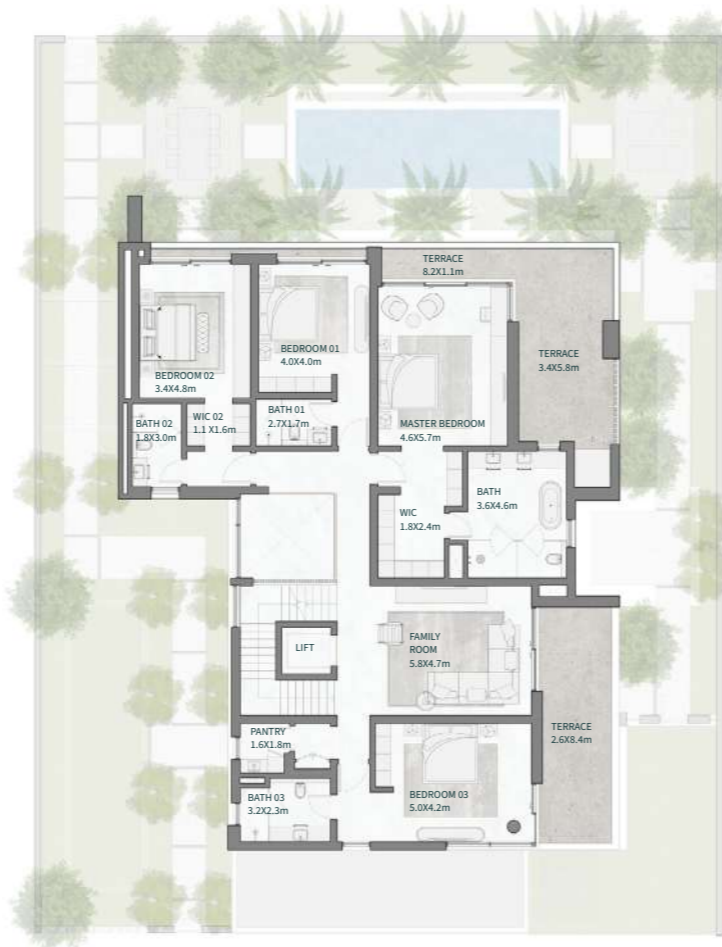 TERRACE
8.2X1.1m
BEDROOM 01
4.0X4.0m
TERRACE
3.4X5.8m
BEDROOM 02
3.4X4.8m
BATH 02
1.8X3.0m
WIC 02
1.1 X1.6m
BATH 01
2.7X1.7m
MASTER BEDROOM
4.6X5.7m
BATH
3.6X4.6m
WIC
1.8X2.4m
LIFT
FAMILY
ROOM
5.8X4.7m
TERRACE
2.6X8.4m
PANTRY
1.6X1.8m
BATH 03
3.2X2.3m
BEDROOM 03
5.0X4.2m